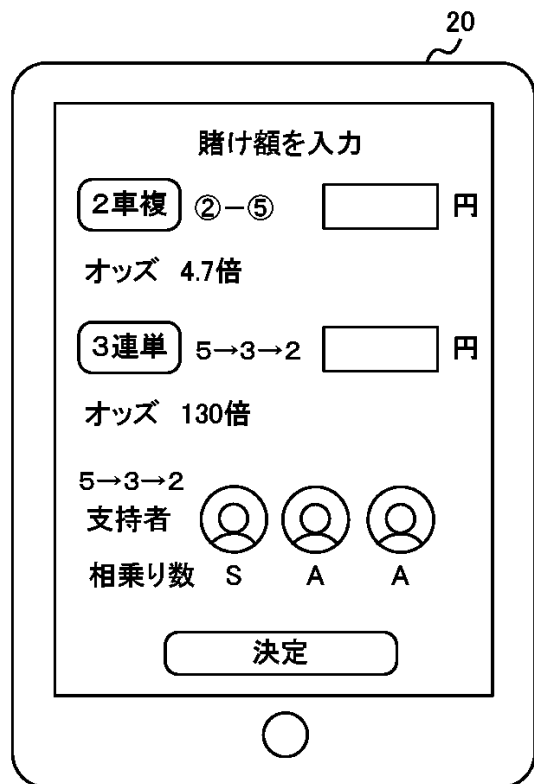 20
賭け額を入力
2車複 ②−⑤ 円
オッズ 4.7倍
3連単 5→3→2 円
オッズ 130倍
5→3→2
支持者
相乗り数 S A A
決定